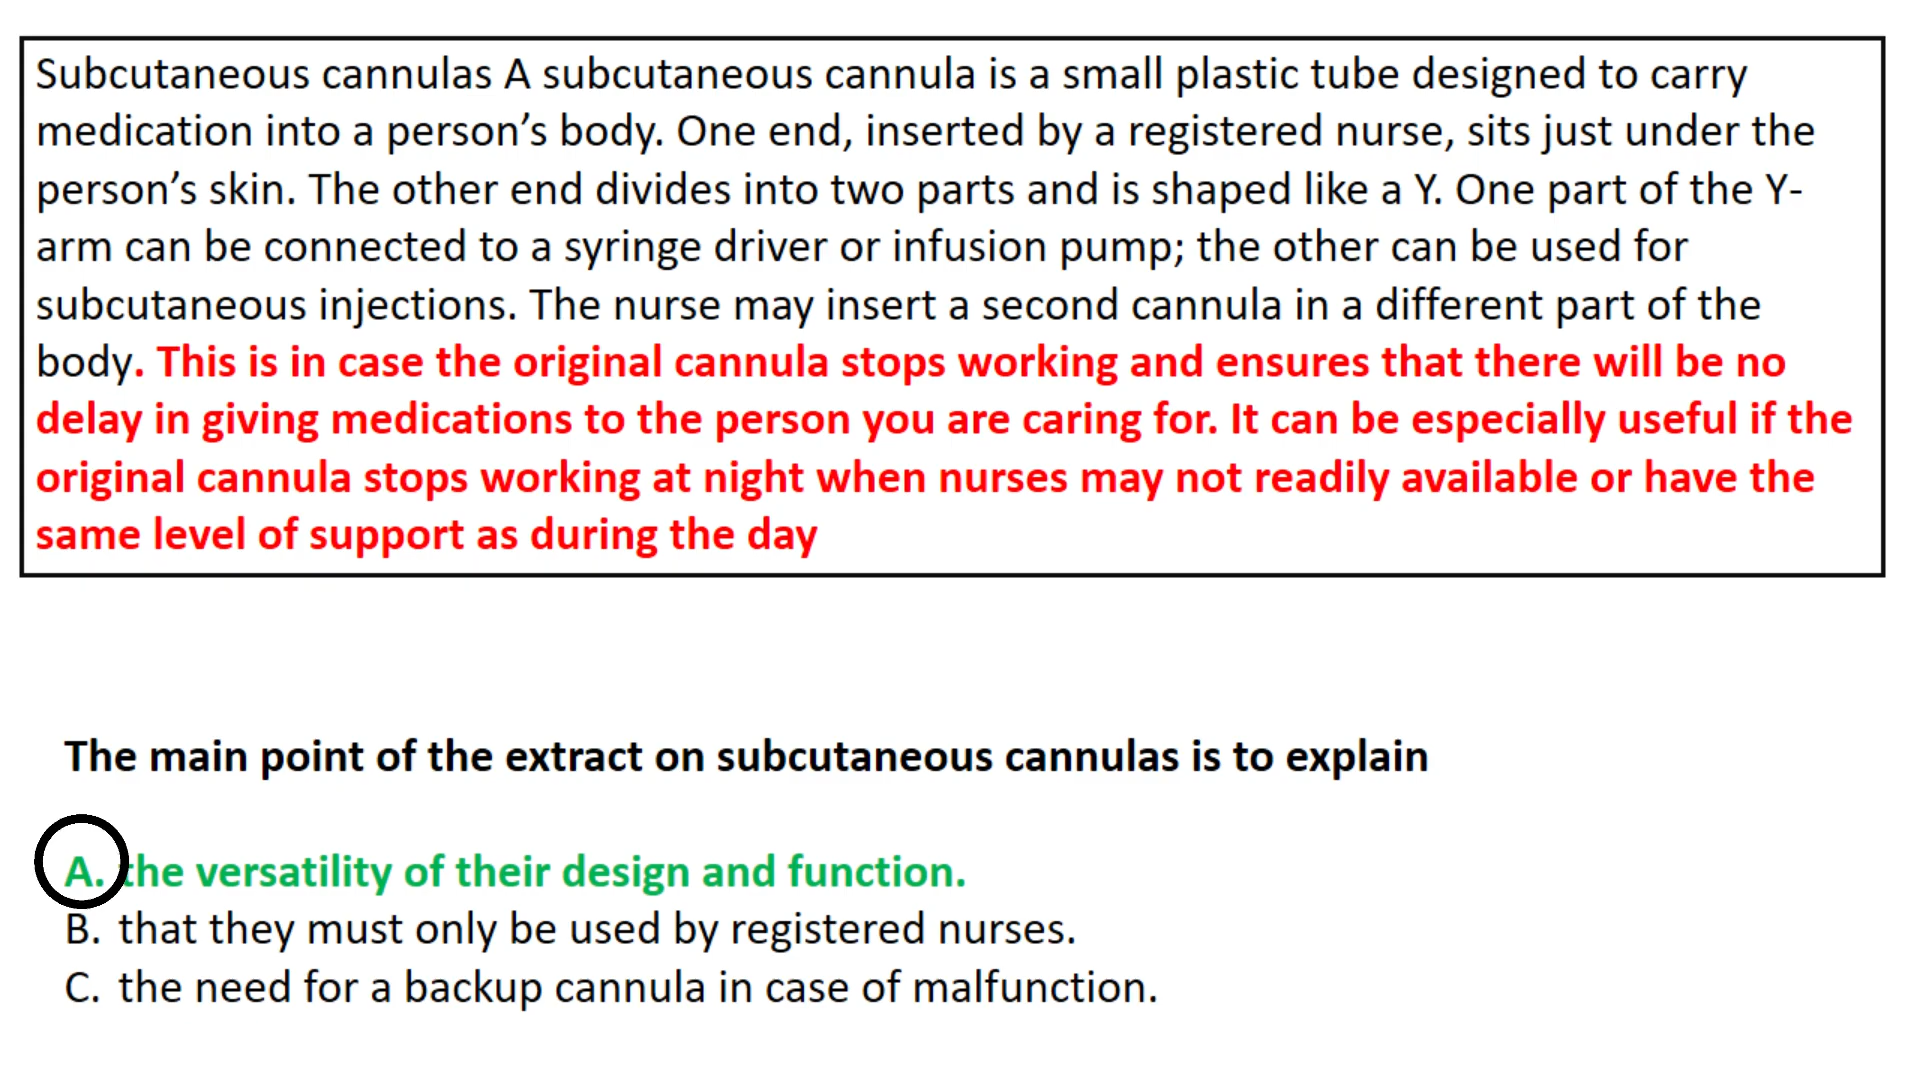 Subcutaneous cannulas A subcutaneous cannula is a small plastic tube designed to carry
medication into a person’s body. One end, inserted by a registered nurse, sits just under the
person’s skin. The other end divides into two parts and is shaped like a Y. One part of the Y-
arm can be connected to a syringe driver or infusion pump; the other can be used for
subcutaneous injections. The nurse may insert a second cannula in a different part of the
body. This is in case the original cannula stops working and ensures that there will be no
delay in giving medications to the person you are caring for. It can be especially useful if the
original cannula stops working at night when nurses may not readily available or have the
same level of support as during the day
The main point of the extract on subcutaneous cannulas is to explain
A. the versatility of their design and function.
B. that they must only be used by registered nurses.
C. the need for a backup cannula in case of malfunction.